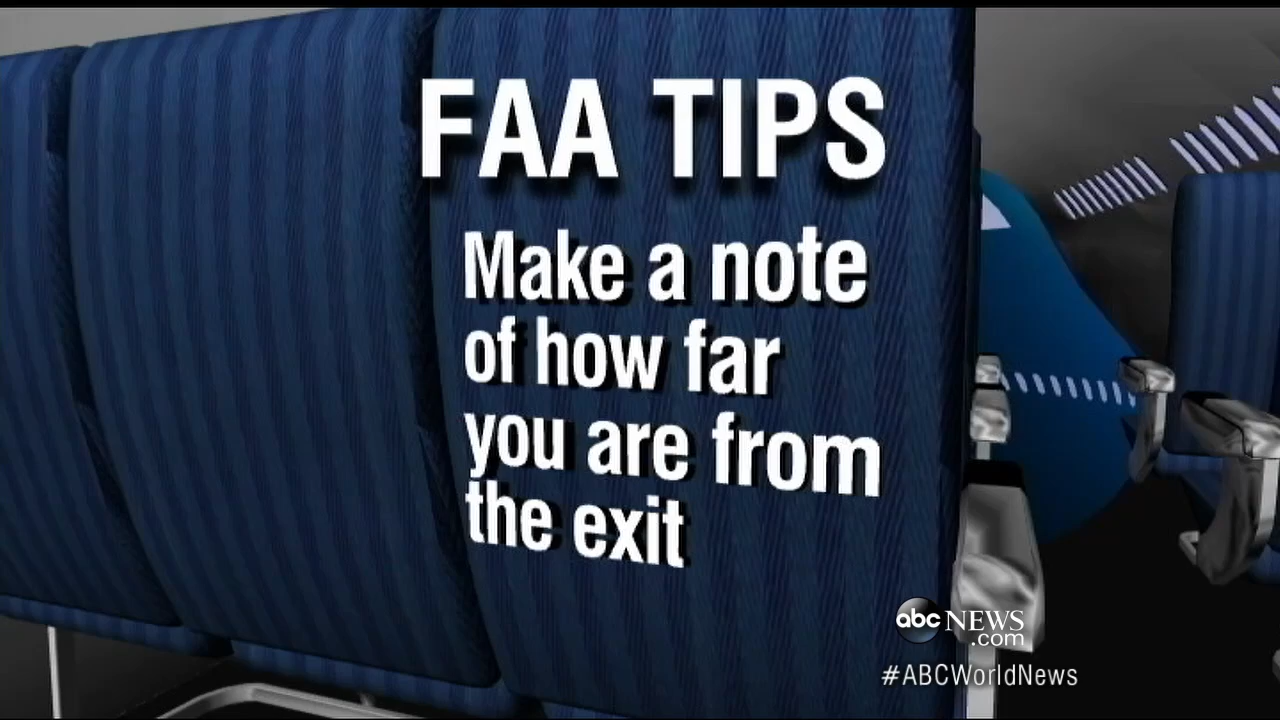 FAA TIPS
Make a note
of how far
you are from
the exit
abc NEWS
.com
#ABCWorldNews